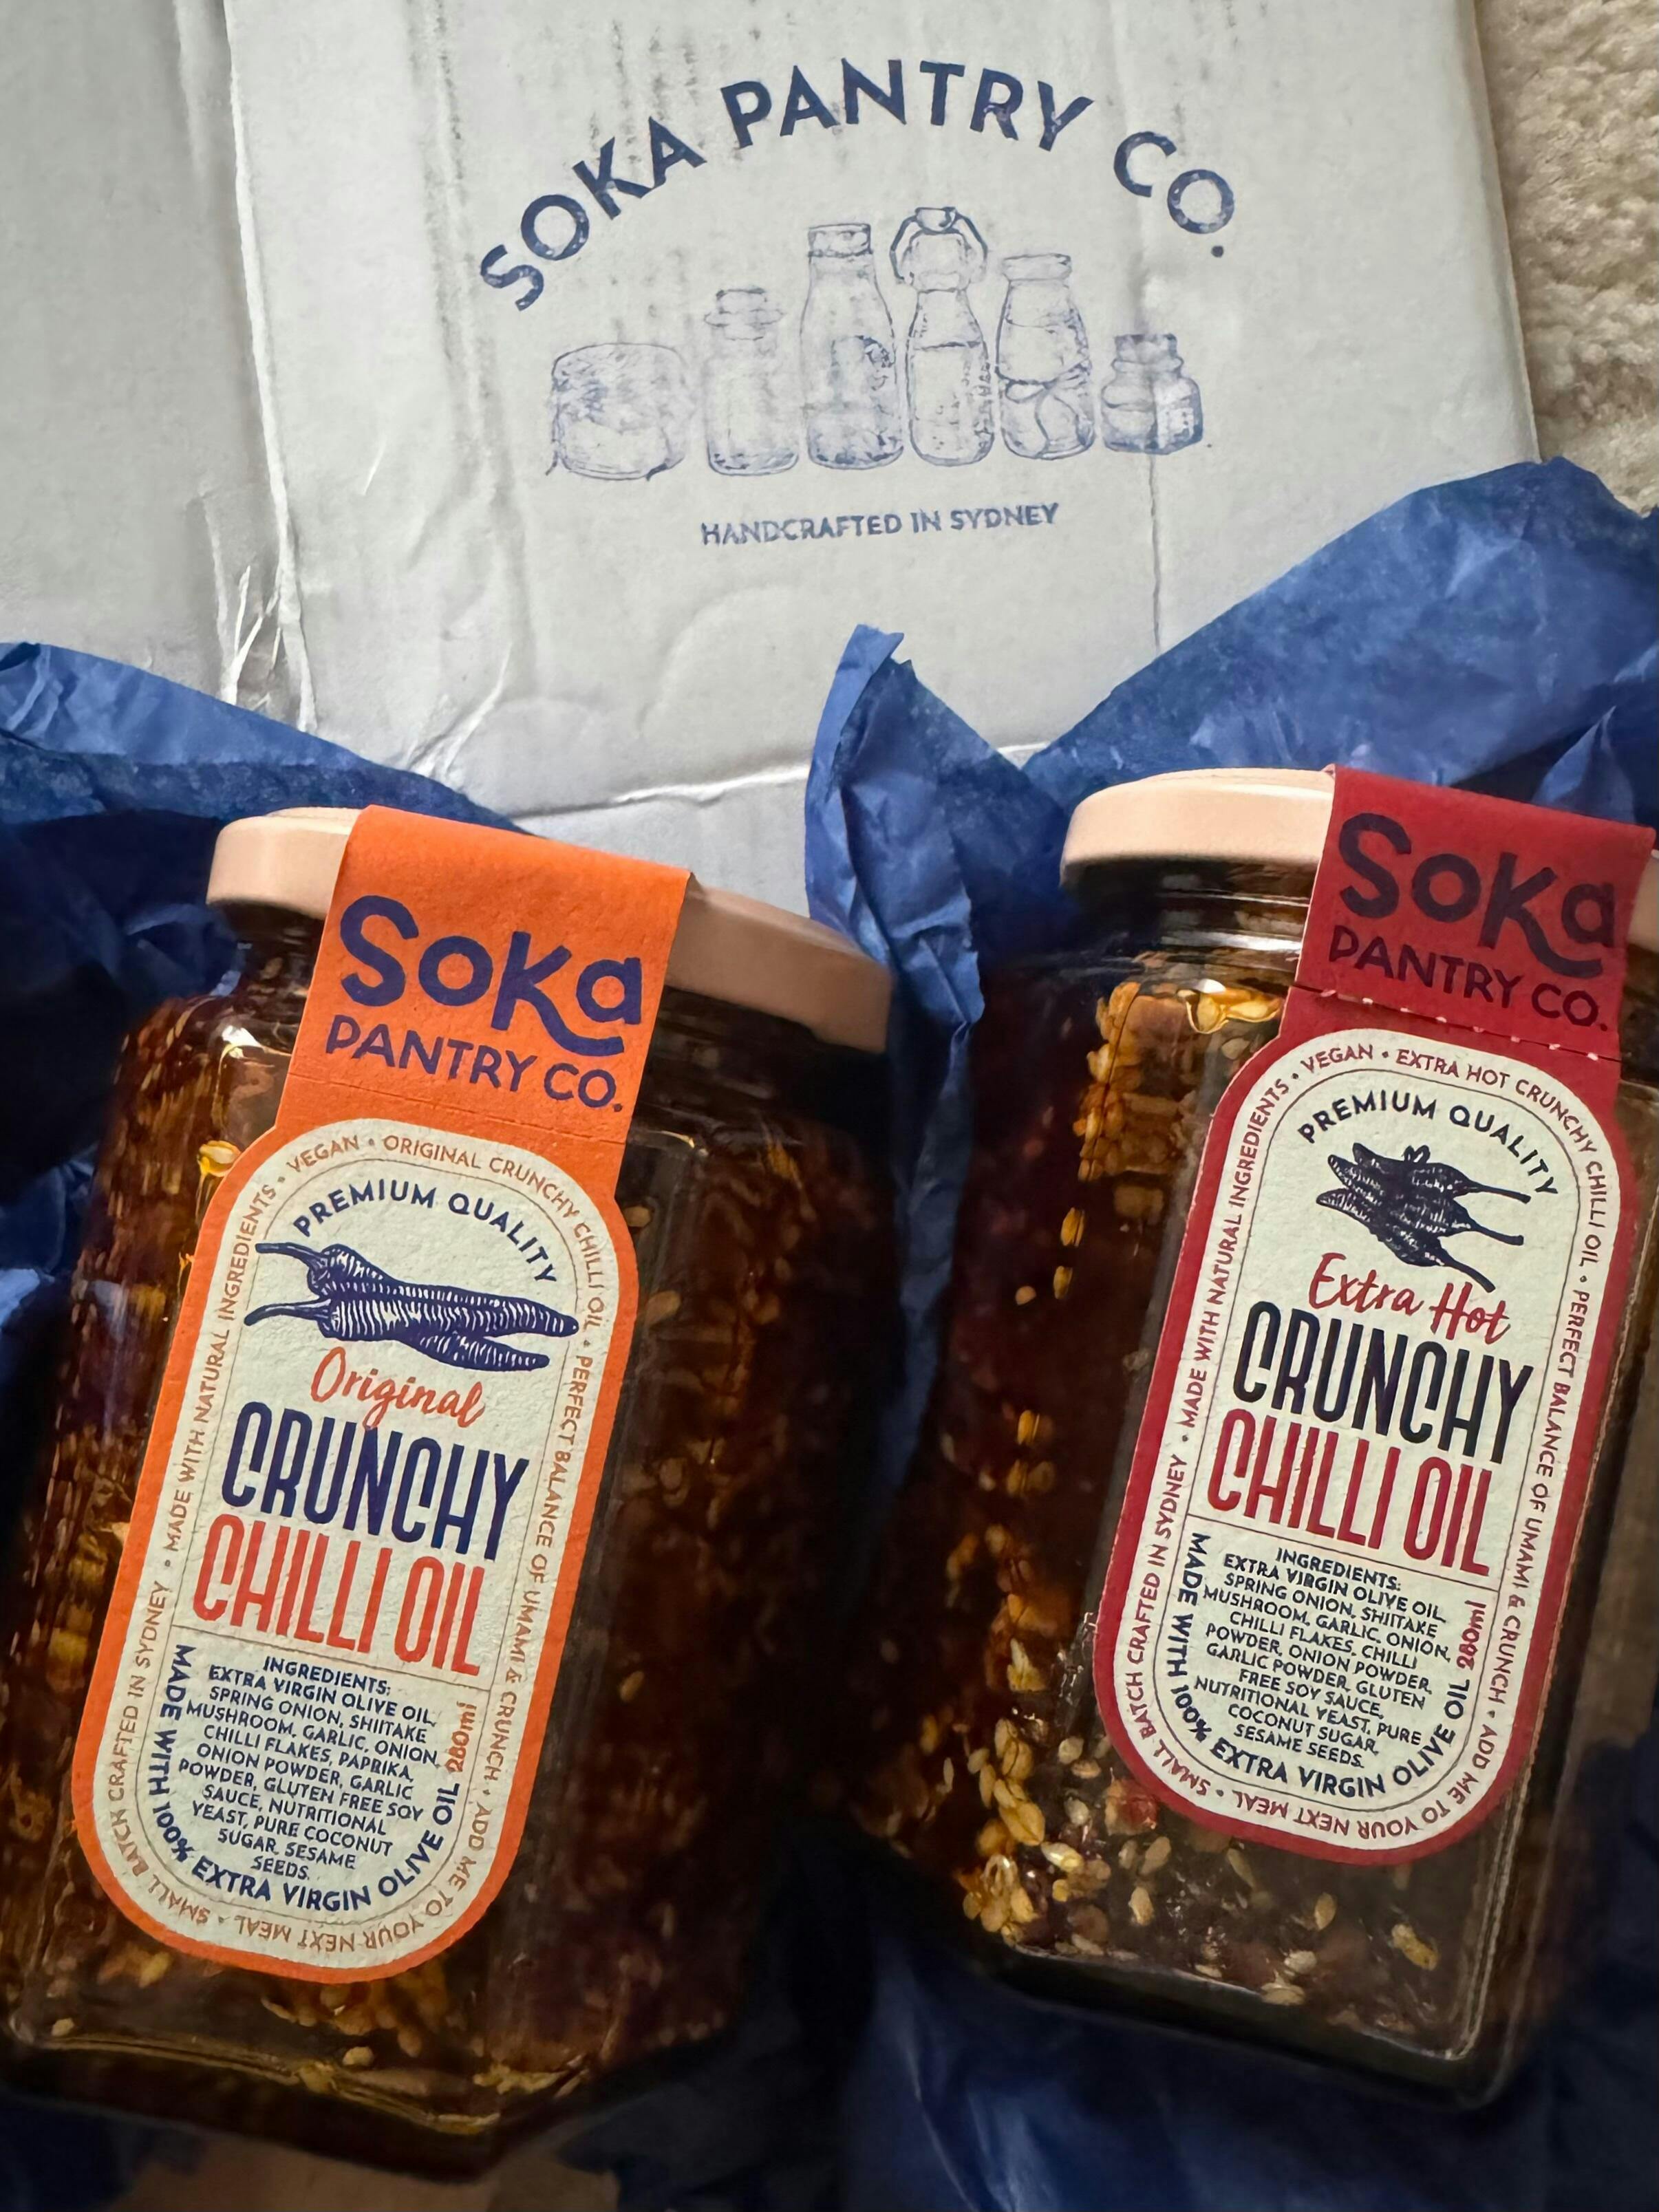 SOKA PANTRY CO.
HANDCRAFTED IN SYDNEY
Soka
PANTRY CO.
SMALL BATCH CRAFTED IN SYDNEY • MADE WITH NATURAL INGREDIENTS • VEGAN • ORIGINAL CRUNCHY CHILLI OIL • PERFECT BALANCE OF UMAMI & CRUNCH • ADD ME TO YOUR NEXT MEAL •
PREMIUM QUALITY
Original
CRUNCHY
CHILLI OIL
INGREDIENTS:
EXTRA VIRGIN OLIVE OIL,
SPRING ONION, SHIITAKE
MUSHROOM, GARLIC, ONION,
CHILLI FLAKES, PAPRIKA,
ONION POWDER, GARLIC
POWDER, GLUTEN FREE SOY
SAUCE, NUTRITIONAL
YEAST, PURE COCONUT
SUGAR, SESAME
SEEDS.
MADE WITH 100% EXTRA VIRGIN OLIVE OIL
280ml
Soka
PANTRY CO.
SMALL BATCH CRAFTED IN SYDNEY • MADE WITH NATURAL INGREDIENTS • VEGAN • EXTRA HOT CRUNCHY CHILLI OIL • PERFECT BALANCE OF UMAMI & CRUNCH • ADD ME TO YOUR NEXT MEAL •
PREMIUM QUALITY
Extra Hot
CRUNCHY
CHILLI OIL
INGREDIENTS:
EXTRA VIRGIN OLIVE OIL,
SPRING ONION, SHIITAKE
MUSHROOM, GARLIC, ONION,
CHILLI FLAKES, CHILLI
POWDER, ONION POWDER,
GARLIC POWDER, GLUTEN
FREE SOY SAUCE,
NUTRITIONAL YEAST, PURE
COCONUT SUGAR,
SESAME SEEDS.
MADE WITH 100% EXTRA VIRGIN OLIVE OIL
280ml